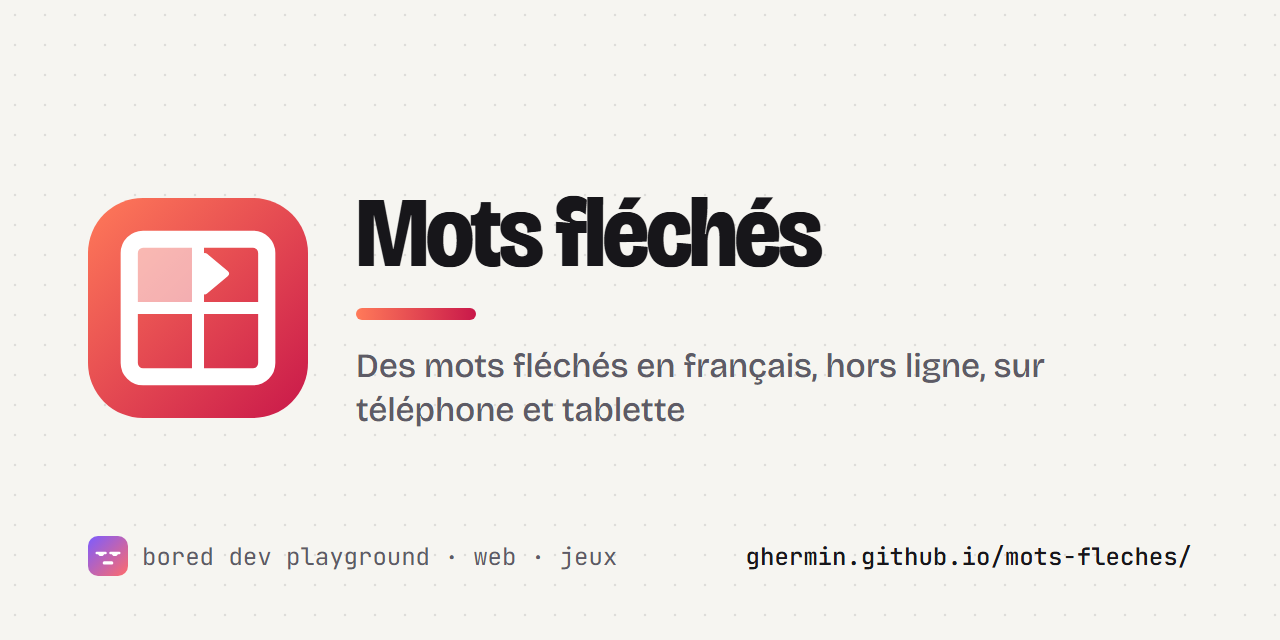 Mots fléchés
Des mots fléchés en français, hors ligne, sur
téléphone et tablette
bored dev playground · web · jeux
ghermin.github.io/mots-fleches/